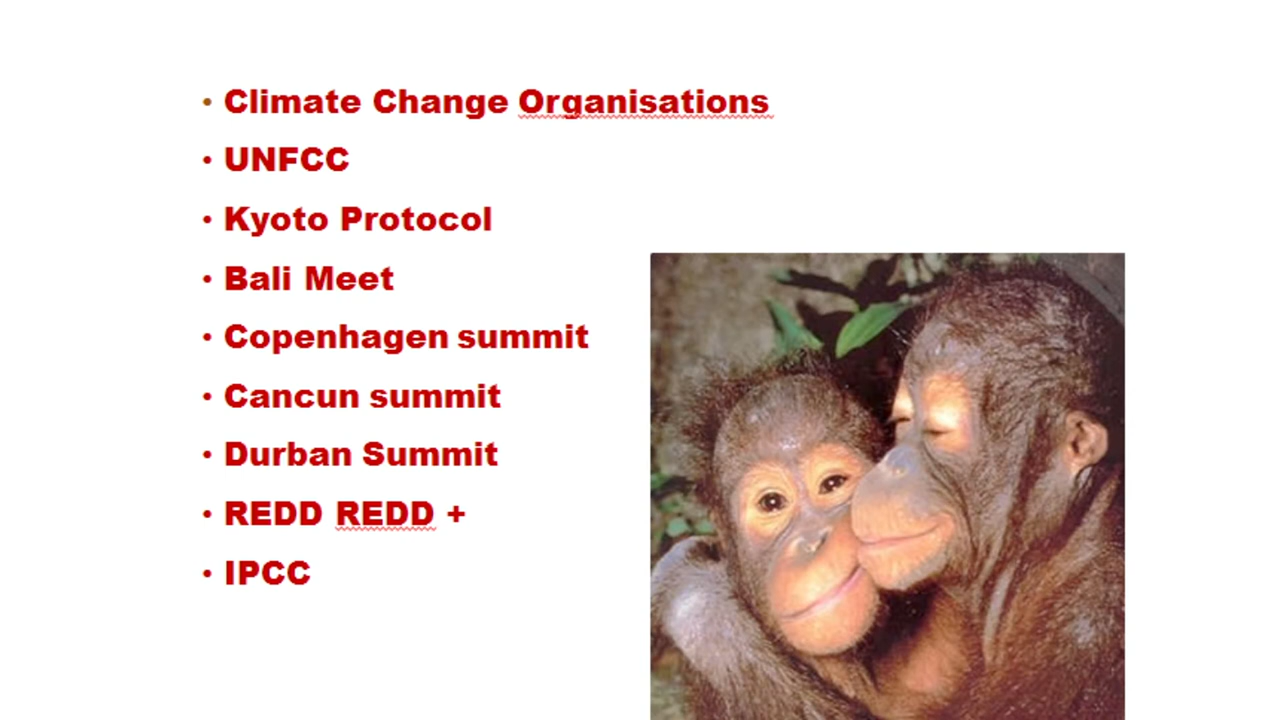 • Climate Change Organisations
• UNFCC
• Kyoto Protocol
• Bali Meet
• Copenhagen summit
• Cancun summit
• Durban Summit
• REDD REDD +
• IPCC